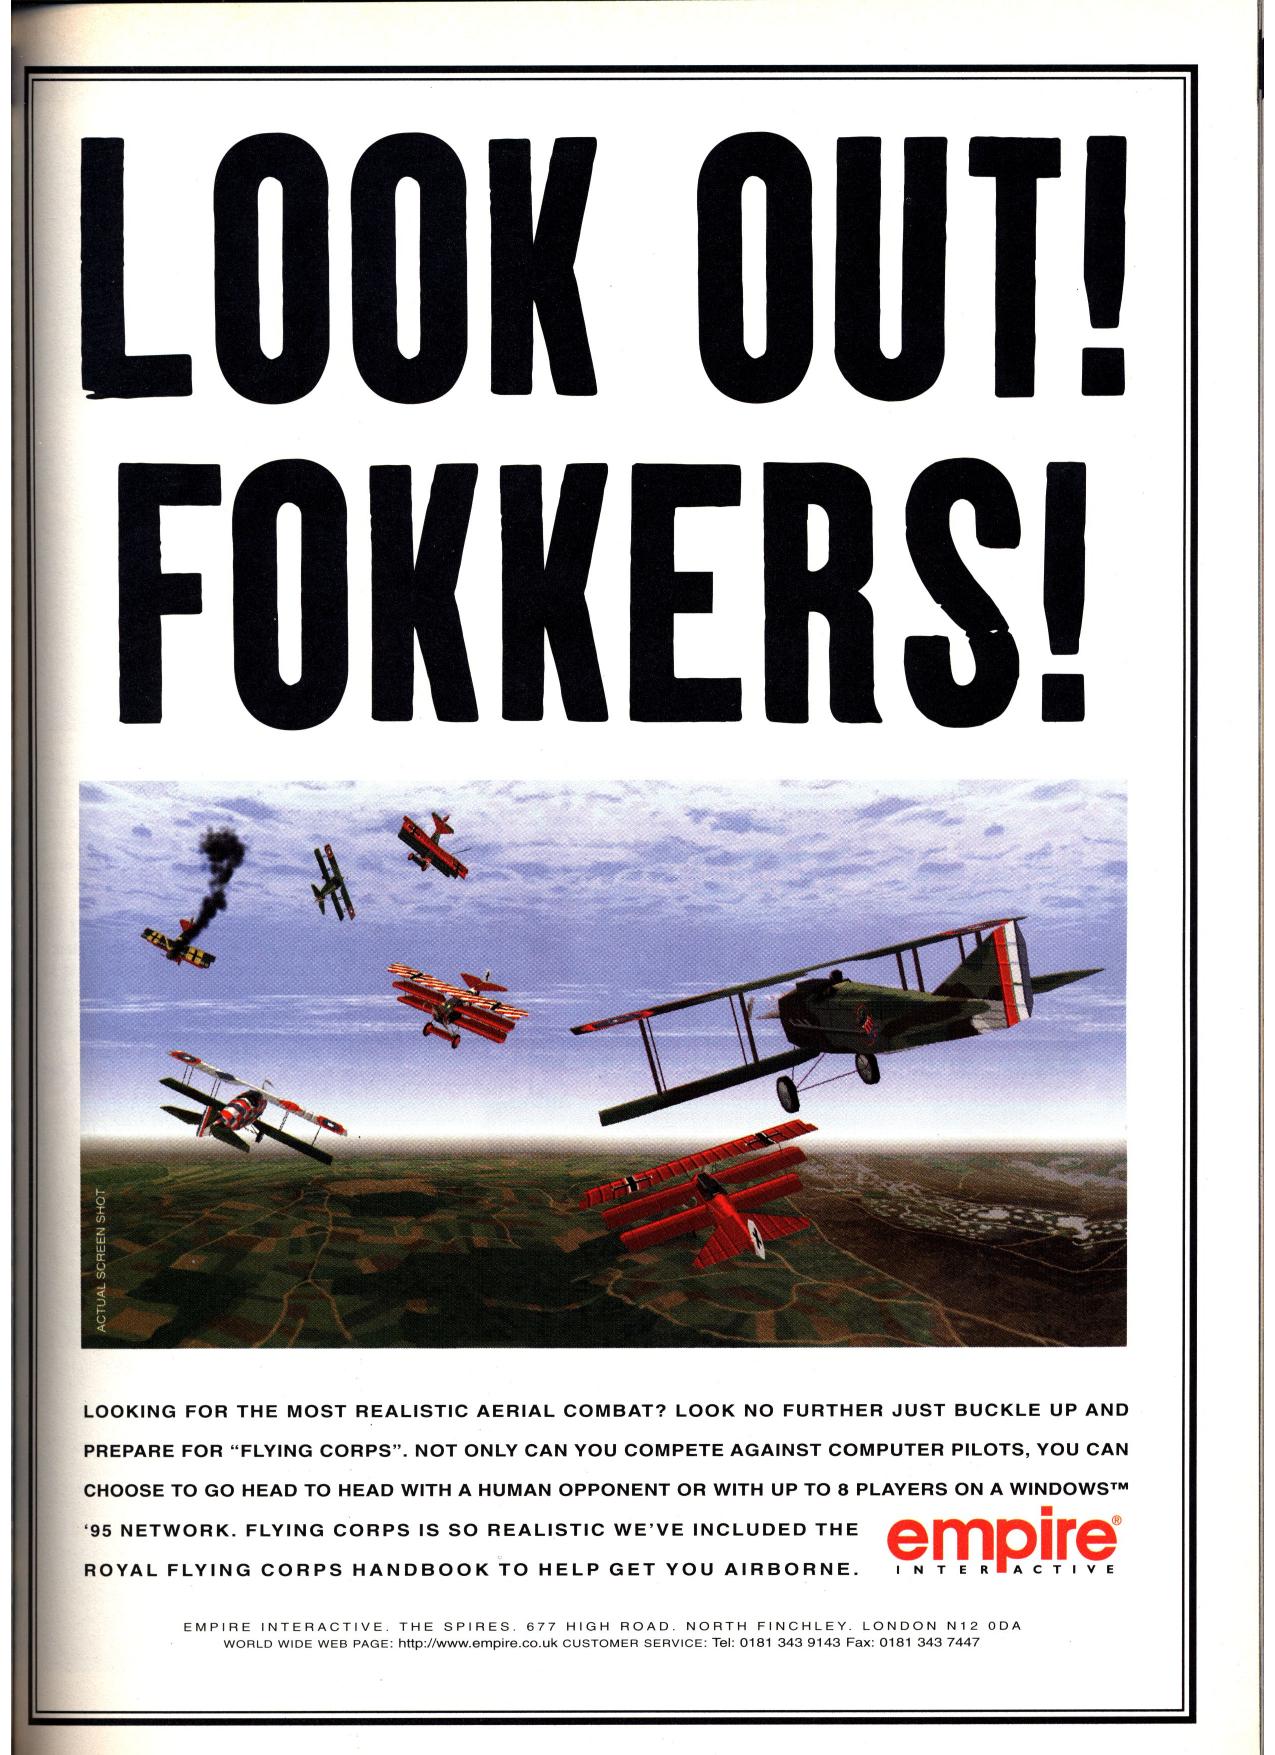 LOOK OUT!
FOKKERS!
ACTUAL SCREEN SHOT
LOOKING FOR THE MOST REALISTIC AERIAL COMBAT? LOOK NO FURTHER JUST BUCKLE UP AND
PREPARE FOR “FLYING CORPS”. NOT ONLY CAN YOU COMPETE AGAINST COMPUTER PILOTS, YOU CAN
CHOOSE TO GO HEAD TO HEAD WITH A HUMAN OPPONENT OR WITH UP TO 8 PLAYERS ON A WINDOWS™
‘95 NETWORK. FLYING CORPS IS SO REALISTIC WE’VE INCLUDED THE
ROYAL FLYING CORPS HANDBOOK TO HELP GET YOU AIRBORNE.
empire®
INTERACTIVE
EMPIRE INTERACTIVE. THE SPIRES. 677 HIGH ROAD. NORTH FINCHLEY. LONDON N12 0DA
WORLD WIDE WEB PAGE: http://www.empire.co.uk CUSTOMER SERVICE: Tel: 0181 343 9143 Fax: 0181 343 7447